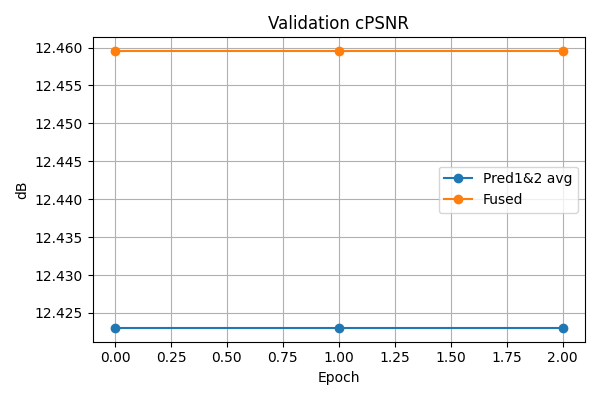 Validation cPSNR
12.460
12.455
12.450
12.445
12.440
12.435
12.430
12.425
dB
Pred1&2 avg
Fused
0.00 0.25 0.50 0.75 1.00 1.25 1.50 1.75 2.00
Epoch